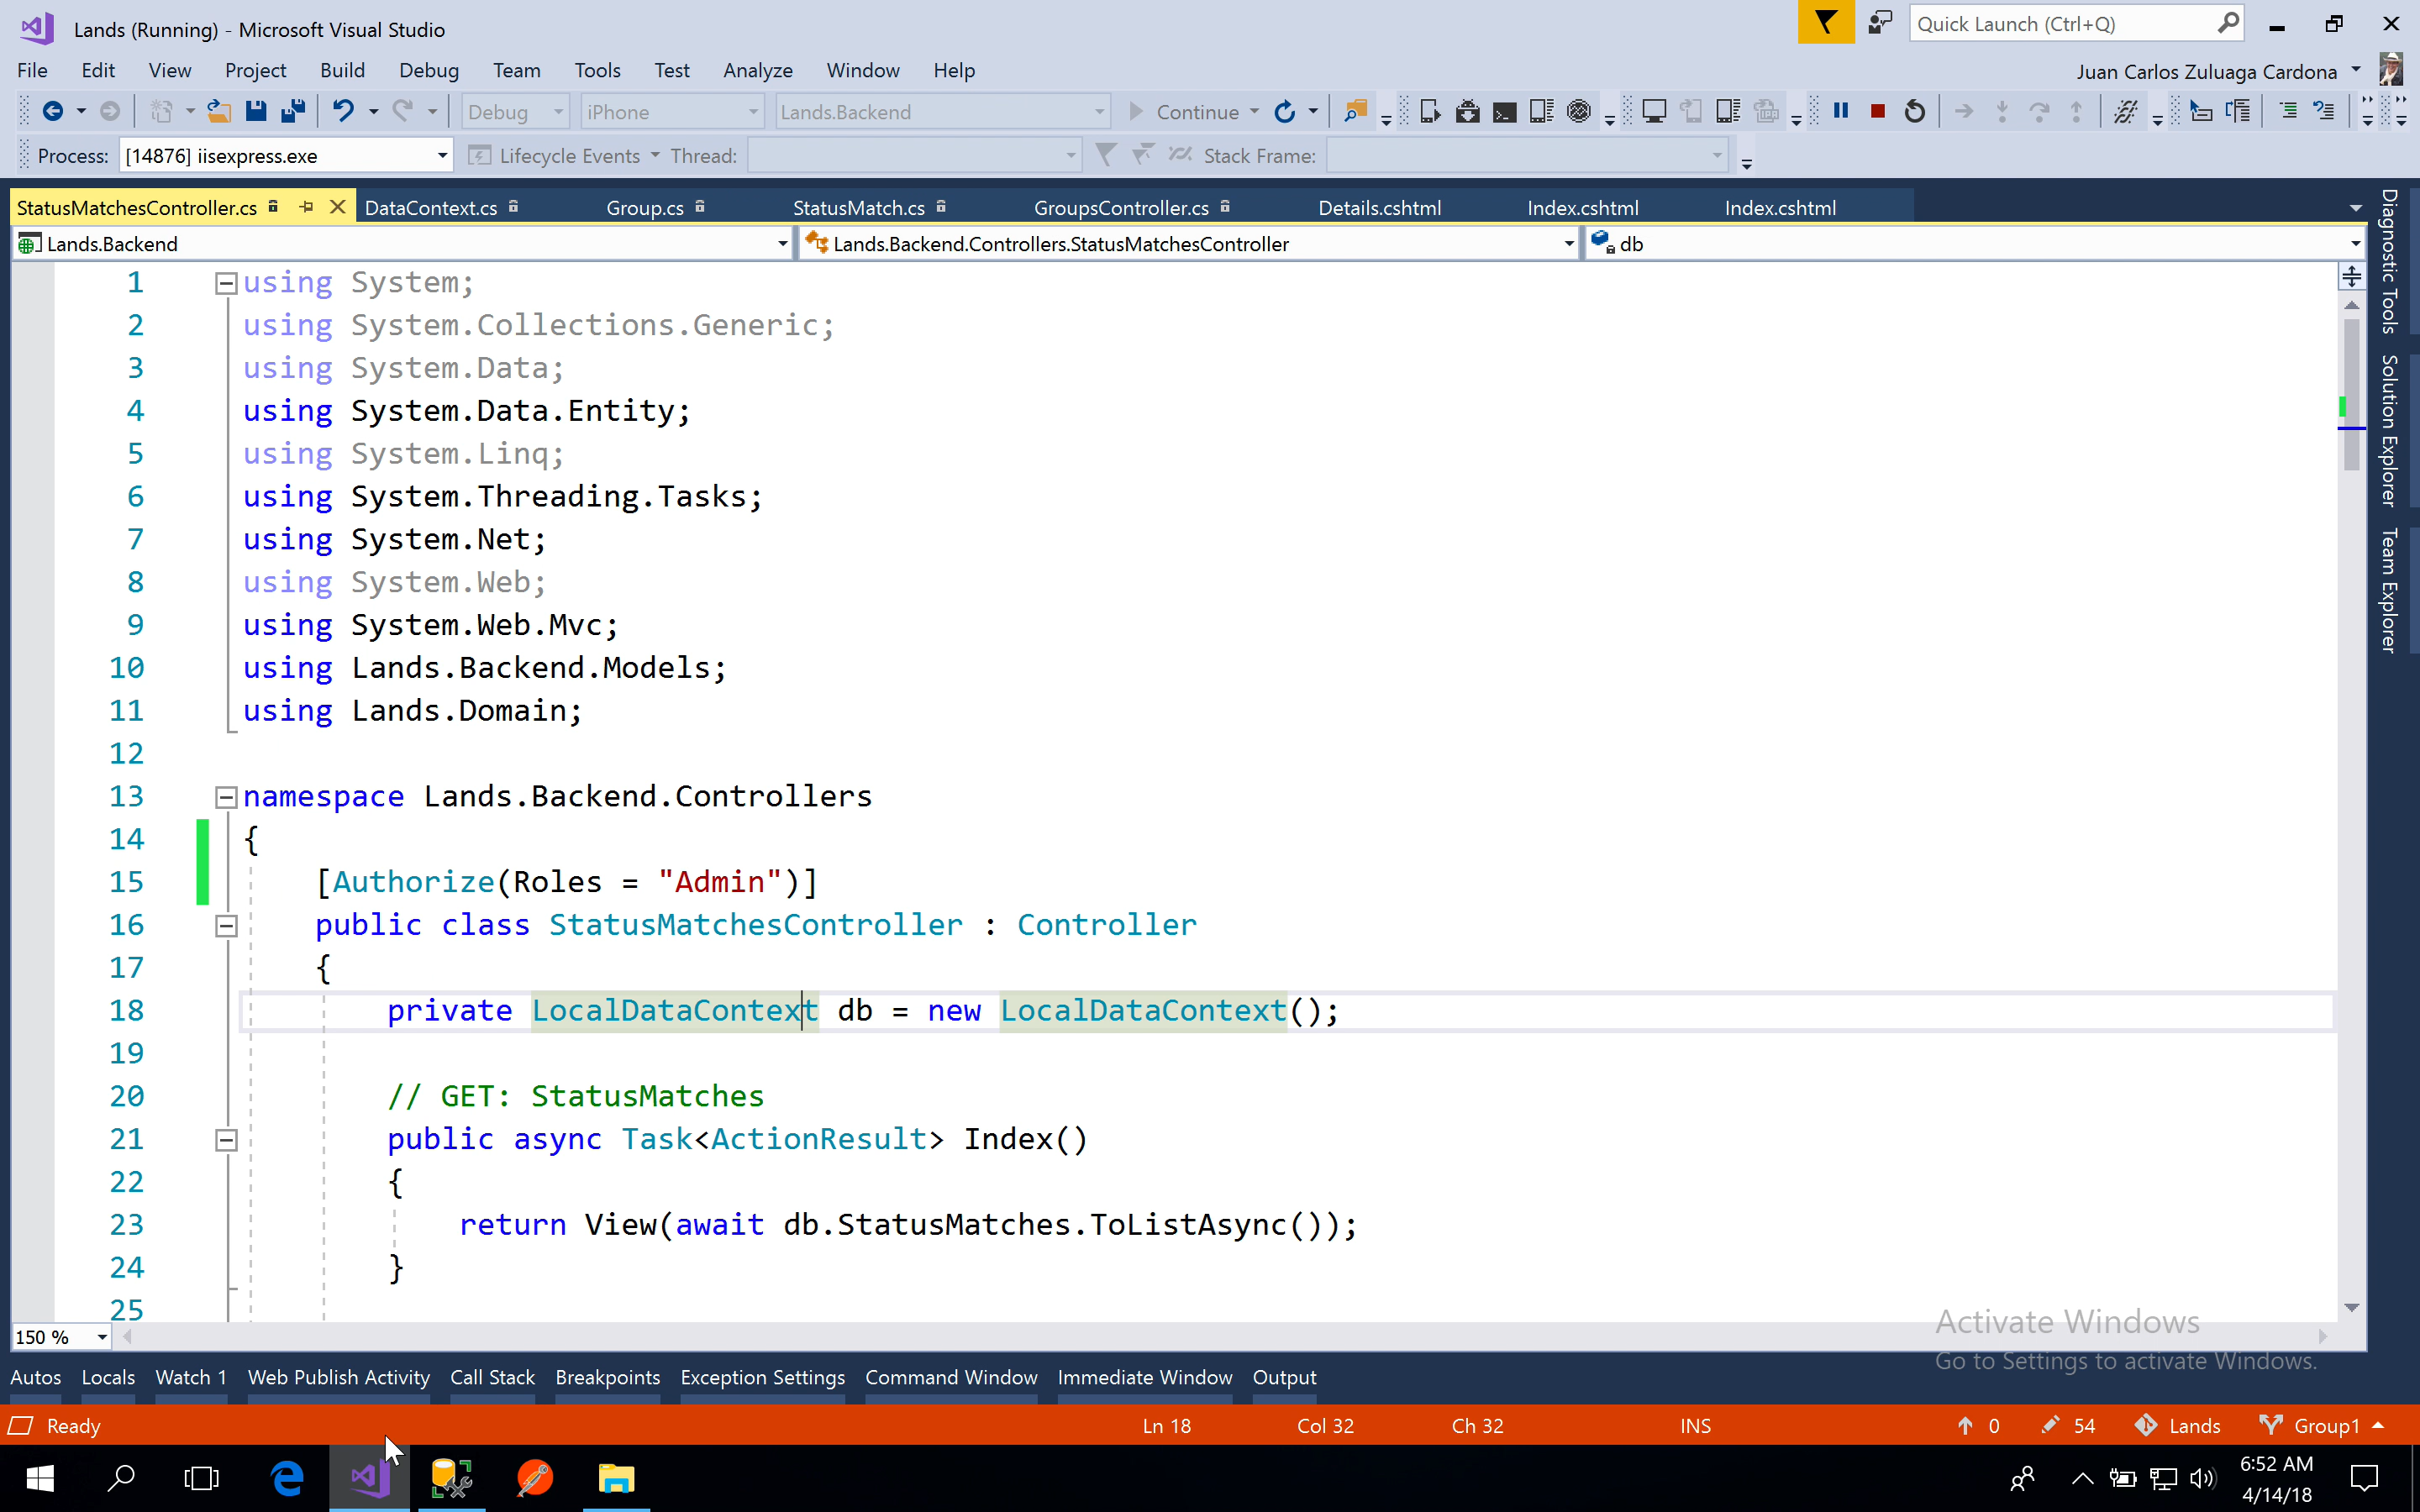 Lands (Running) - Microsoft Visual Studio
Quick Launch (Ctrl+Q)
File Edit View Project Build Debug Team Tools Test Analyze Window Help
Juan Carlos Zuluaga Cardona
Debug iPhone Lands.Backend Continue
Process: [14876] iisexpress.exe Lifecycle Events Thread: Stack Frame:
StatusMatchesController.cs DataContext.cs Group.cs StatusMatch.cs GroupsController.cs Details.cshtml Index.cshtml Index.cshtml
Lands.Backend Lands.Backend.Controllers.StatusMatchesController db
Diagnostic Tools
Solution Explorer
Team Explorer
1 using System;
2 using System.Collections.Generic;
3 using System.Data;
4 using System.Data.Entity;
5 using System.Linq;
6 using System.Threading.Tasks;
7 using System.Net;
8 using System.Web;
9 using System.Web.Mvc;
10 using Lands.Backend.Models;
11 using Lands.Domain;
12
13 namespace Lands.Backend.Controllers
14 {
15 [Authorize(Roles = "Admin")]
16 public class StatusMatchesController : Controller
17 {
18 private LocalDataContext db = new LocalDataContext();
19
20 // GET: StatusMatches
21 public async Task<ActionResult> Index()
22 {
23 return View(await db.StatusMatches.ToListAsync());
24 }
25
Activate Windows
Go to Settings to activate Windows.
150 %
Autos Locals Watch 1 Web Publish Activity Call Stack Breakpoints Exception Settings Command Window Immediate Window Output
Ready Ln 18 Col 32 Ch 32 INS 0 54 Lands Group1
6:52 AM
4/14/18